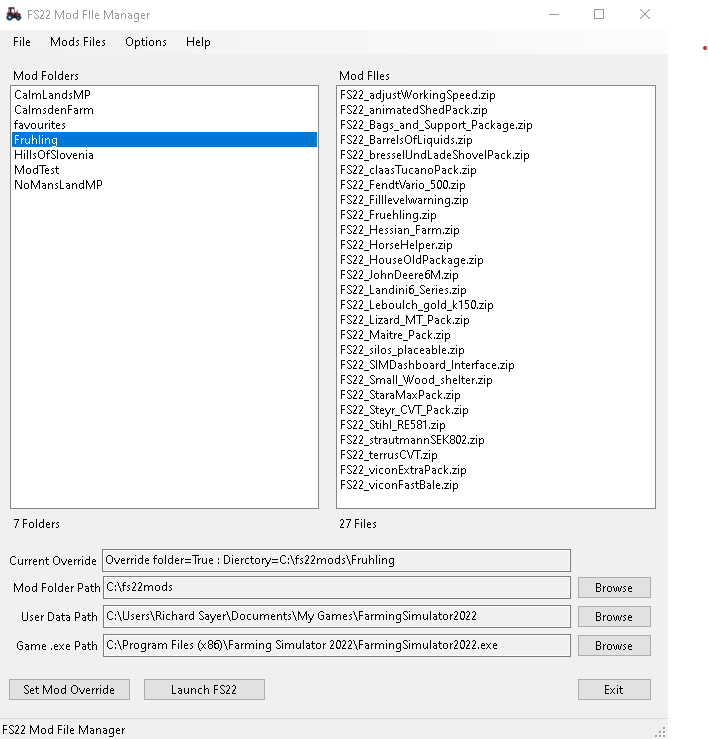 FS22 Mod FIle Manager
File Mods Files Options Help
Mod Folders
CalmLandsMP
CalmsdenFarm
favourites
Fruhling
HillsOfSlovenia
ModTest
NoMansLandMP
7 Folders
Mod FIles
FS22_adjustWorkingSpeed.zip
FS22_animatedShedPack.zip
FS22_Bags_and_Support_Package.zip
FS22_BarrelsOfLiquids.zip
FS22_bresselUndLadeShovelPack.zip
FS22_claasTucanoPack.zip
FS22_FendtVario_500.zip
FS22_Filllevelwarning.zip
FS22_Fruehling.zip
FS22_Hessian_Farm.zip
FS22_HorseHelper.zip
FS22_HouseOldPackage.zip
FS22_JohnDeere6M.zip
FS22_Landini6_Series.zip
FS22_Leboulch_gold_k150.zip
FS22_Lizard_MT_Pack.zip
FS22_Maitre_Pack.zip
FS22_silos_placeable.zip
FS22_SIMDashboard_Interface.zip
FS22_Small_Wood_shelter.zip
FS22_StaraMaxPack.zip
FS22_Steyr_CVT_Pack.zip
FS22_Stihl_RE581.zip
FS22_strautmannSEK802.zip
FS22_terrusCVT.zip
FS22_viconExtraPack.zip
FS22_viconFastBale.zip
27 Files
Current Override Override folder=True : Dierctory=C:\fs22mods\Fruhling
Mod Folder Path C:\fs22mods Browse
User Data Path C:\Users\Richard Sayer\Documents\My Games\FarmingSimulator2022 Browse
Game .exe Path C:\Program Files (x86)\Farming Simulator 2022\FarmingSimulator2022.exe Browse
Set Mod Override Launch FS22 Exit
FS22 Mod File Manager